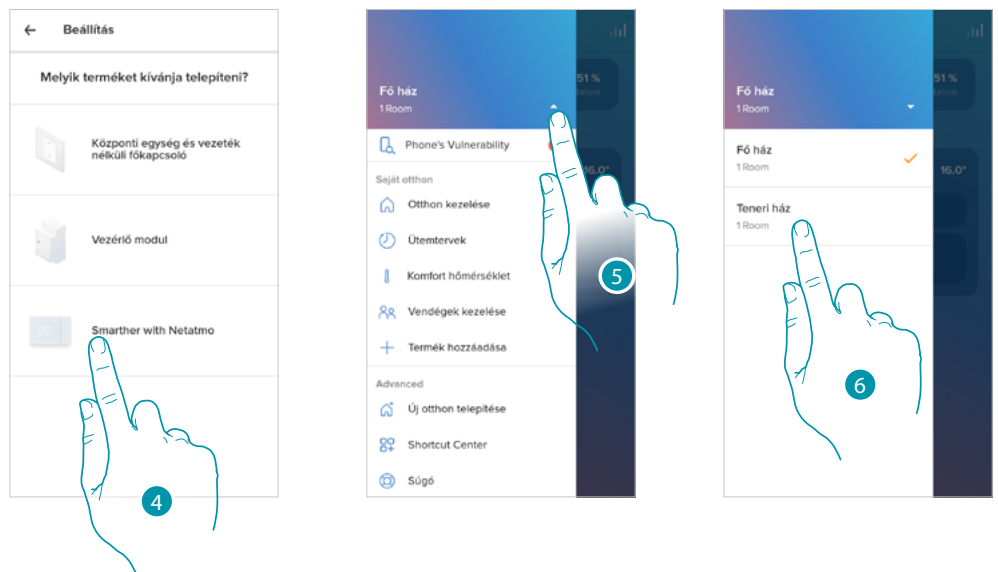 ← Beállítás
Melyik terméket kívánja telepíteni?
Központi egység és vezeték
nélküli főkapcsoló
Vezérlő modul
Smarther with Netatmo
4
Fő ház
1 Room
Phone's Vulnerability
Saját otthon
Otthon kezelése
Ütemtervek
Komfort hőmérséklet
Vendégek kezelése
Termék hozzáadása
Advanced
Új otthon telepítése
Shortcut Center
Súgó
51 %
16.0°
5
Fő ház
1 Room
Fő ház
1 Room
Teneri ház
1 Room
51 %
16.0°
6